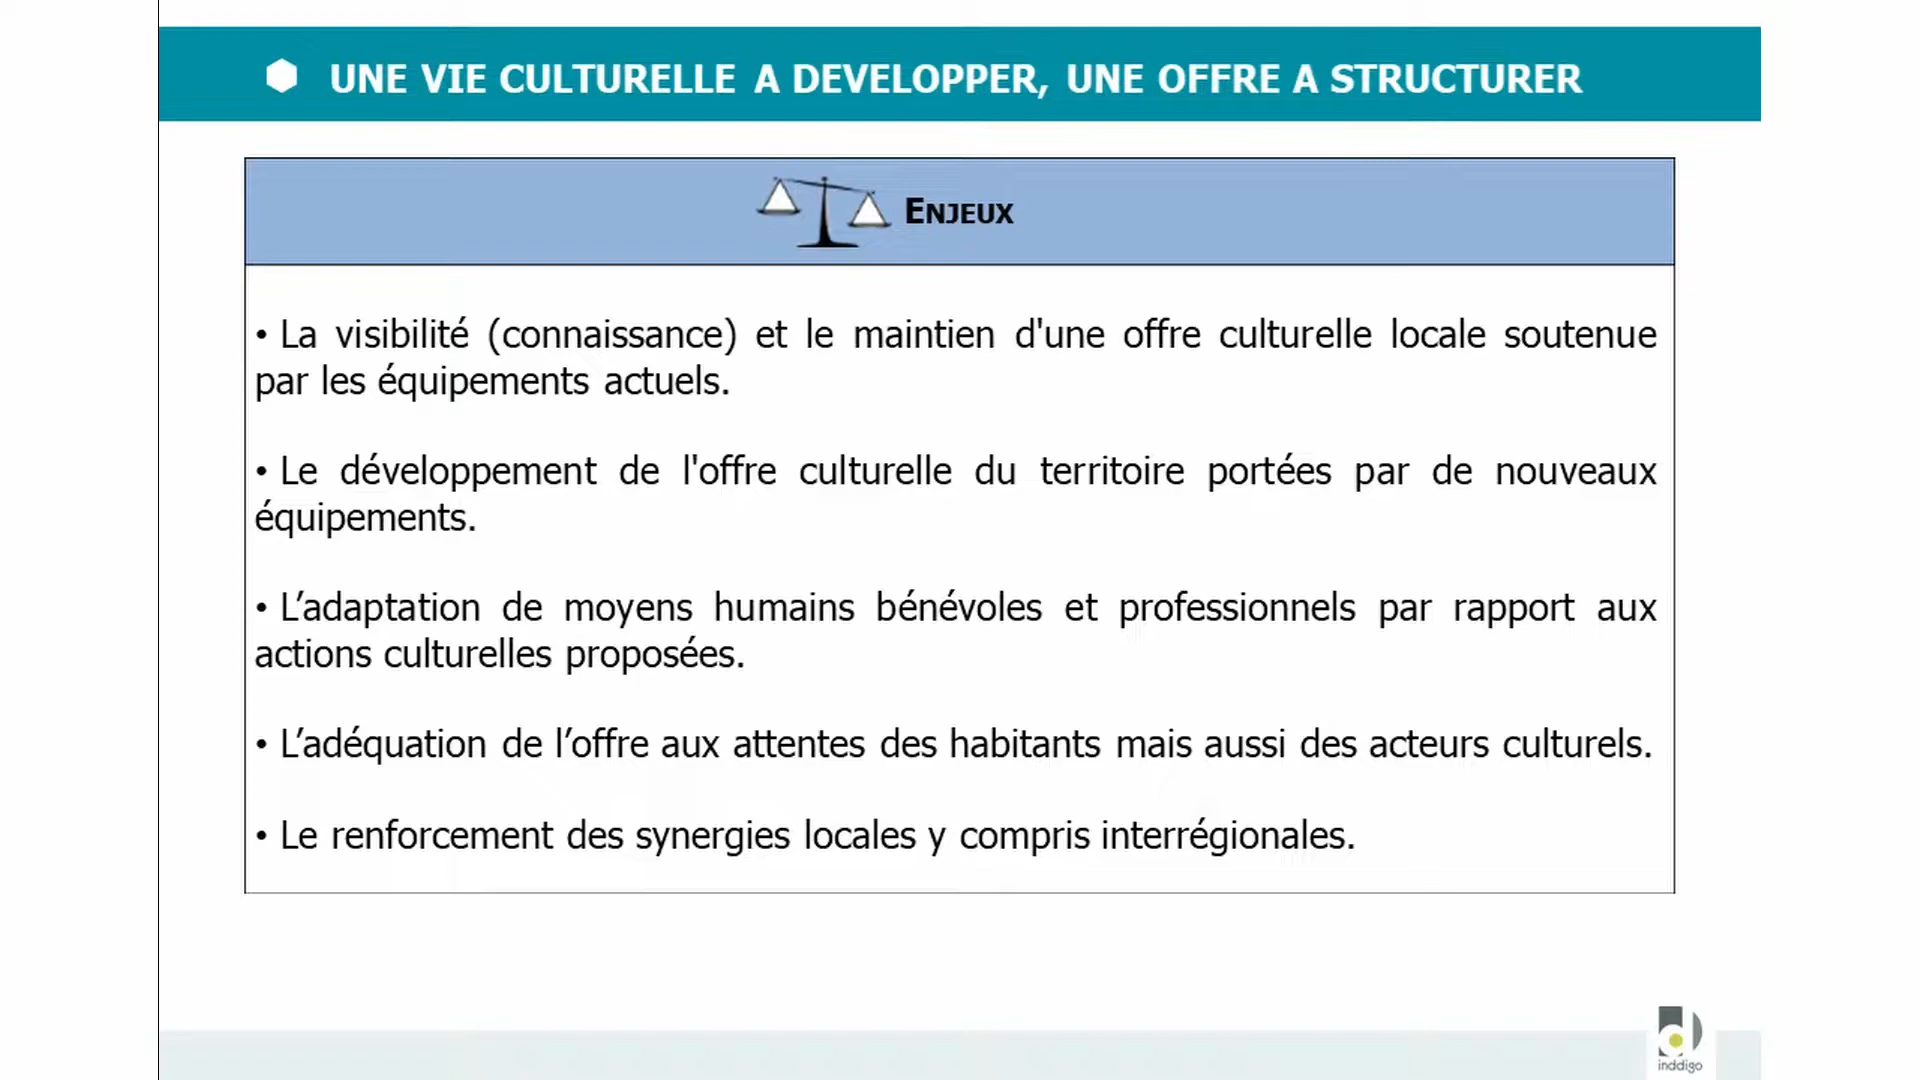 UNE VIE CULTURELLE A DEVELOPPER, UNE OFFRE A STRUCTURER
ENJEUX
• La visibilité (connaissance) et le maintien d'une offre culturelle locale soutenue
par les équipements actuels.
• Le développement de l'offre culturelle du territoire portées par de nouveaux
équipements.
• L’adaptation de moyens humains bénévoles et professionnels par rapport aux
actions culturelles proposées.
• L’adéquation de l’offre aux attentes des habitants mais aussi des acteurs culturels.
• Le renforcement des synergies locales y compris interrégionales.
inddigo